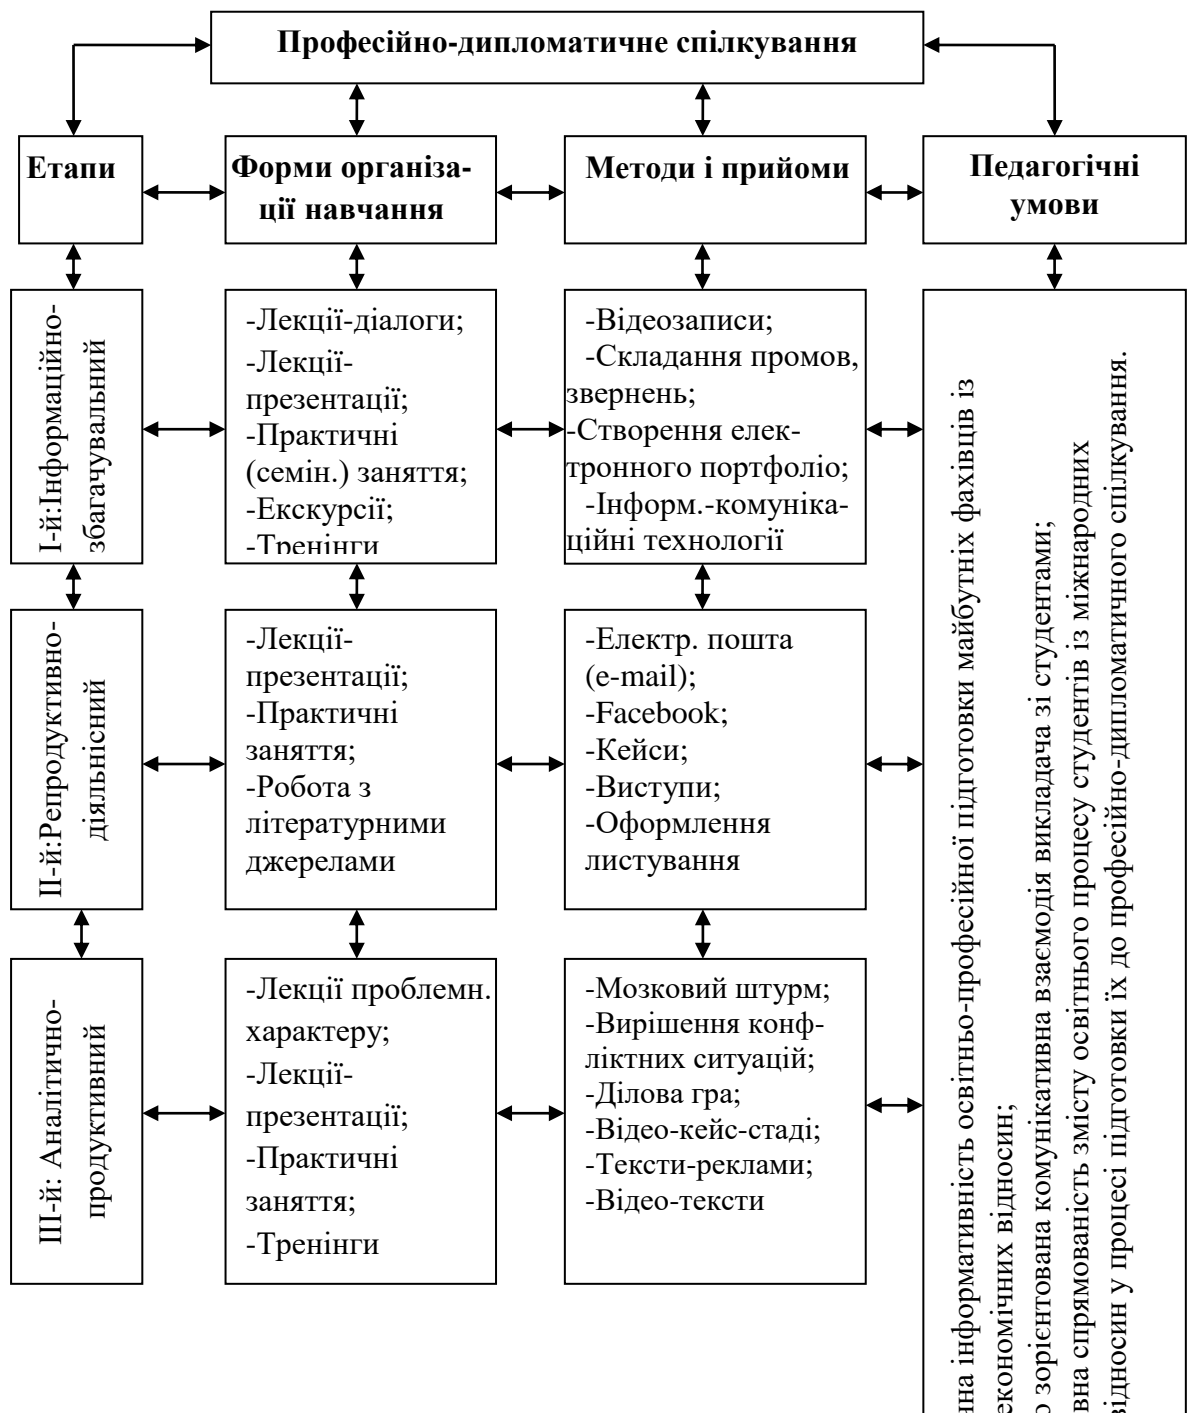 Професійно-дипломатичне спілкування
Етапи
Форми організа-
ції навчання
Методи і прийоми
Педагогічні
умови
І-й:Інформаційно-
збагачувальний
-Лекції-діалоги;
-Лекції-
презентації;
-Практичні
(семін.) заняття;
-Екскурсії;
-Тренінги
-Відеозаписи;
-Складання промов,
звернень;
-Створення елек-
тронного портфоліо;
-Інформ.-комуніка-
ційні технології
ІІ-й:Репродуктивно-
діяльнісний
-Лекції-
презентації;
-Практичні
заняття;
-Робота з
літературними
джерелами
-Електр. пошта
(e-mail);
-Facebook;
-Кейси;
-Виступи;
-Оформлення
листування
ІІІ-й: Аналітично-
продуктивний
-Лекції проблемн.
характеру;
-Лекції-
презентації;
-Практичні
заняття;
-Тренінги
-Мозковий штурм;
-Вирішення конф-
ліктних ситуацій;
-Ділова гра;
-Відео-кейс-стаді;
-Тексти-реклами;
-Відео-тексти
інформативність освітньо-професійної підготовки майбутніх фахівців із
економічних відносин;
зорієнтована комунікативна взаємодія викладача зі студентами;
спрямованість змісту освітнього процесу студентів із міжнародних
відносин у процесі підготовки їх до професійно-дипломатичного спілкування.